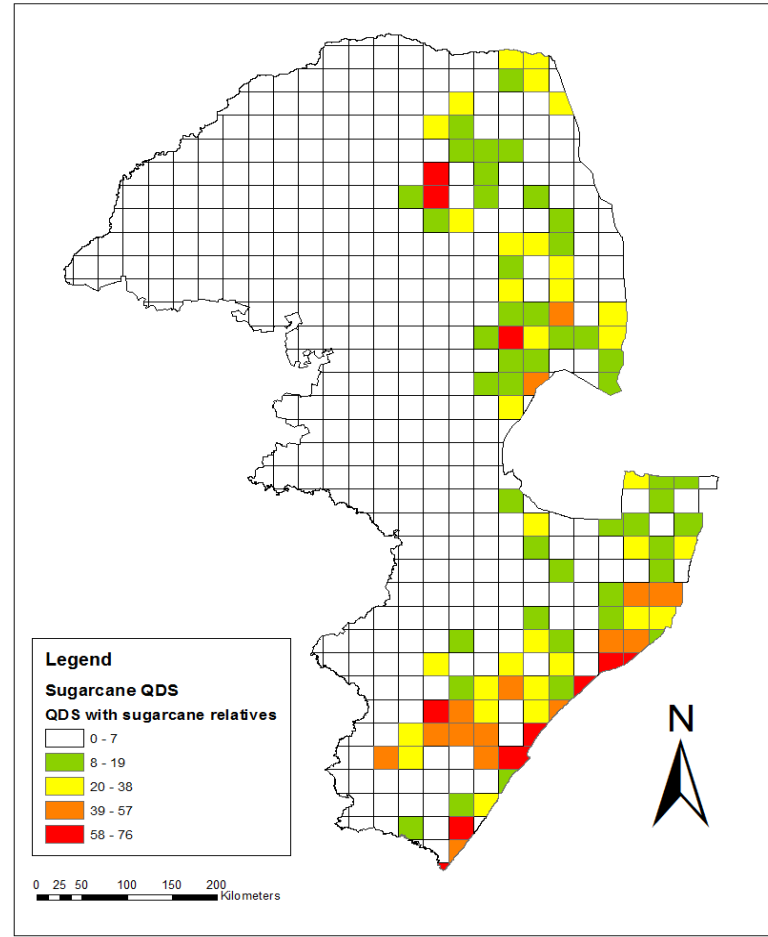 Legend
Sugarcane QDS
QDS with sugarcane relatives
0 - 7
8 - 19
20 - 38
39 - 57
58 - 76
N
0 25 50 100 150 200
Kilometers